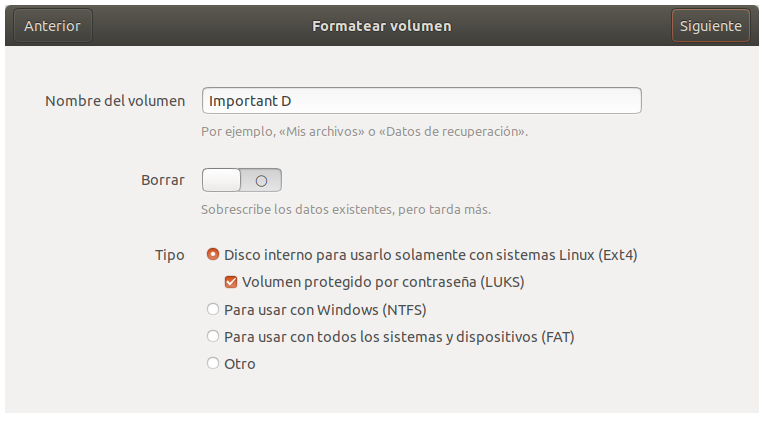 Anterior
Formatear volumen
Siguiente
Nombre del volumen
Important D
Por ejemplo, «Mis archivos» o «Datos de recuperación».
Borrar
Sobrescribe los datos existentes, pero tarda más.
Tipo
Disco interno para usarlo solamente con sistemas Linux (Ext4)
Volumen protegido por contraseña (LUKS)
Para usar con Windows (NTFS)
Para usar con todos los sistemas y dispositivos (FAT)
Otro